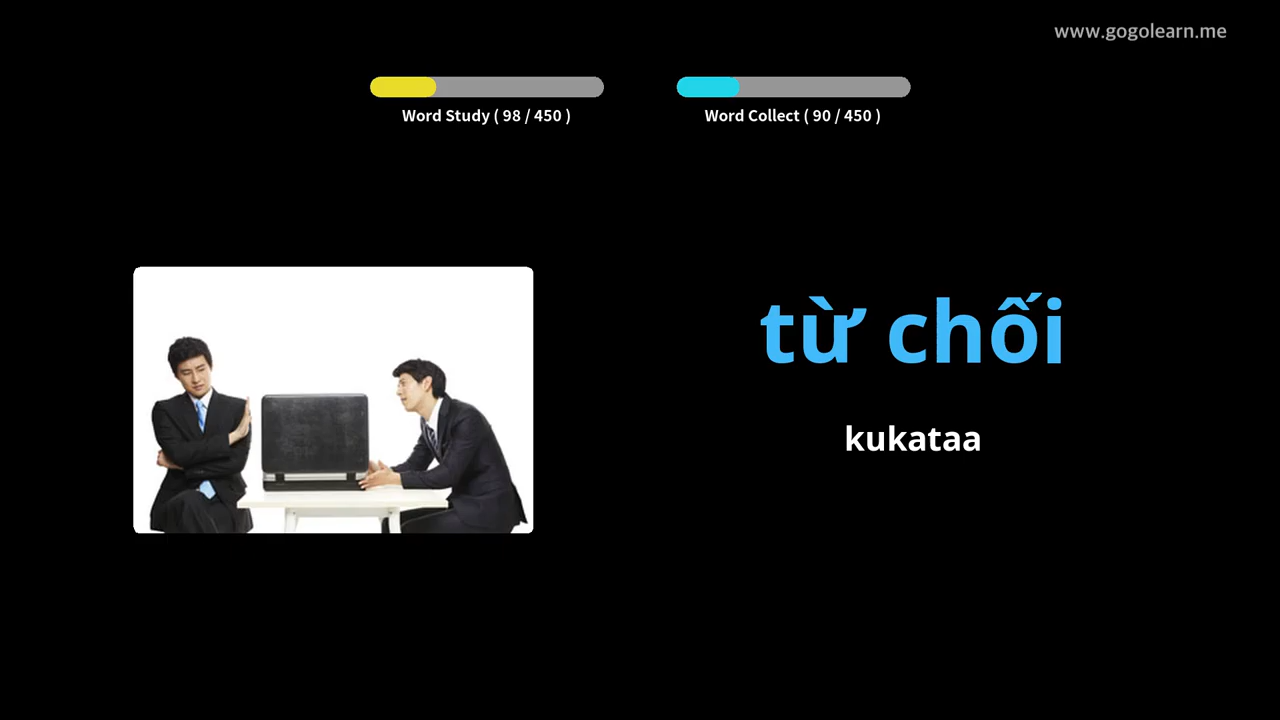 www.gogolearn.me
Word Study ( 98 / 450 )
Word Collect ( 90 / 450 )
từ chối
kukataa